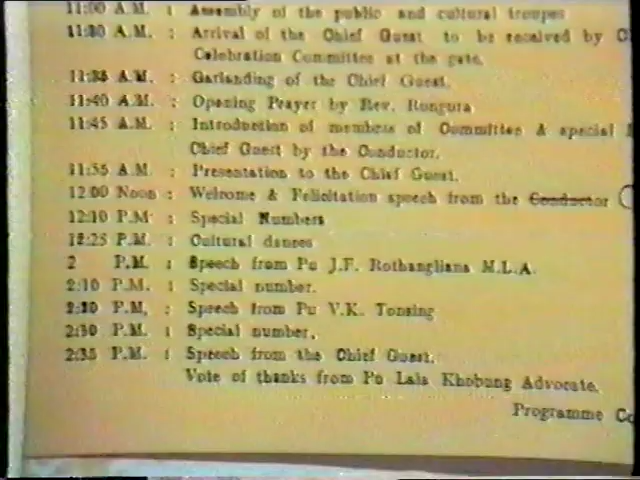 11:00 A.M. : Assembly of the public and cultural troupes
11:30 A.M. : Arrival of the Chief Guest to be received by
Celebration Committee at the gate.
11:35 A.M. : Garlanding of the Chief Guest.
11:40 A.M. : Opening Prayer by Rev. Rongura
11:45 A.M. : Introduction of members of Committee & special
Chief Guest by the Conductor.
11:55 A.M. : Presentation to the Chief Guest.
12:00 Noon : Welcome & Felicitation speech from the Conductor
12:10 P.M. : Special Numbers
12:25 P.M. : Cultural dances
2 P.M. : Speech from Pu J.F. Rothangliana M.L.A.
2:10 P.M. : Special number.
2:20 P.M. : Speech from Pu V.K. Tonsing
2:30 P.M. : Special number.
2:35 P.M. : Speech from the Chief Guest.
Vote of thanks from Pu Lala Khobung Advocate.
Programme